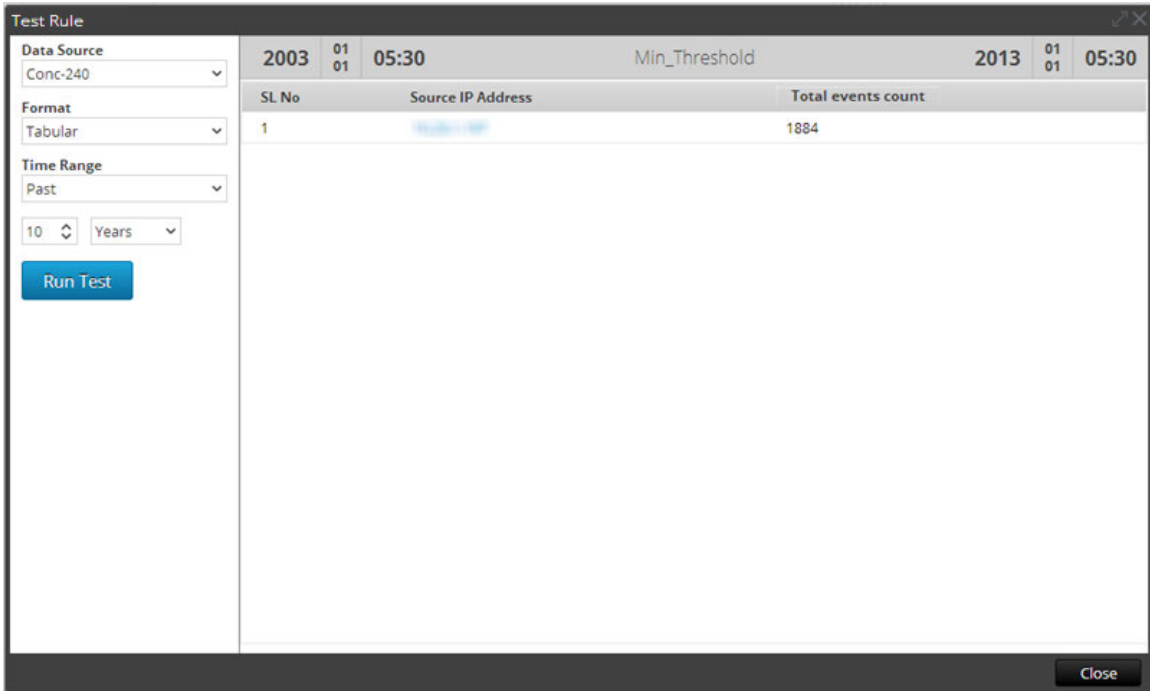 Test Rule
Data Source
Conc-240
Format
Tabular
Time Range
Past
10 Years
Run Test
2003 01 01 05:30 Min_Threshold 2013 01 01 05:30
SL No Source IP Address Total events count
1 1884
Close